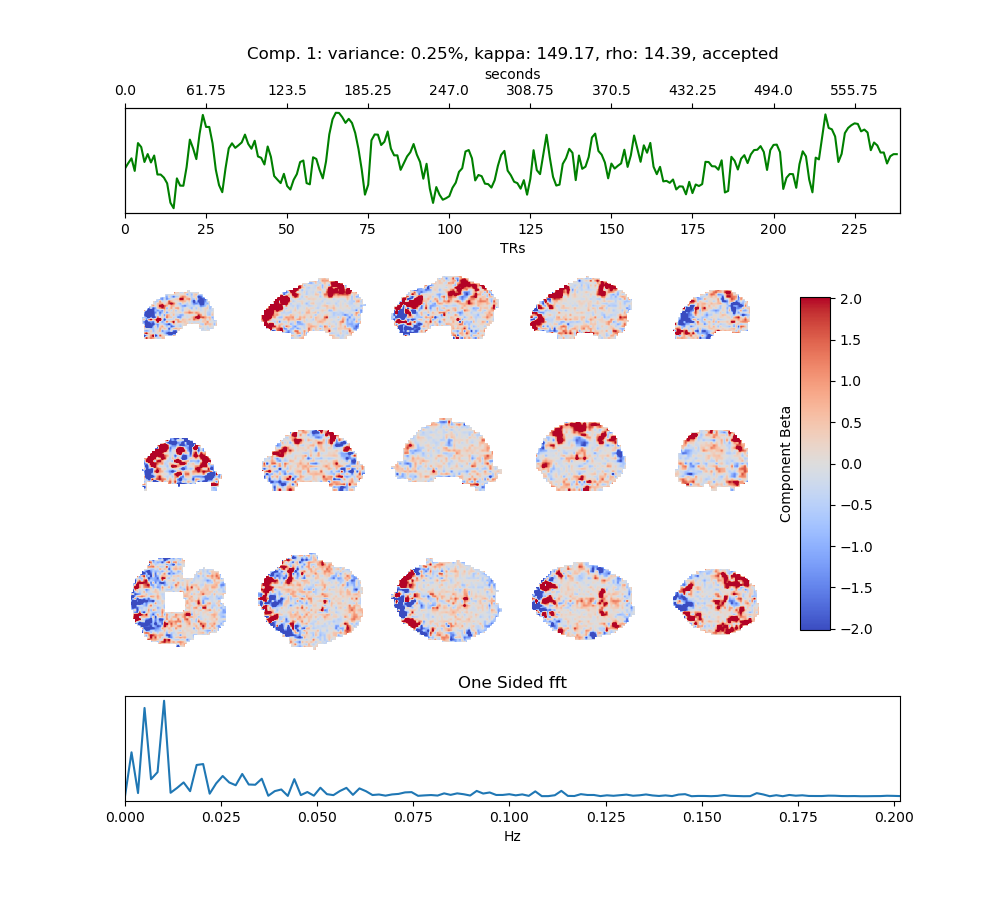 Comp. 1: variance: 0.25%, kappa: 149.17, rho: 14.39, accepted
seconds
0.0 61.75 123.5 185.25 247.0 308.75 370.5 432.25 494.0 555.75
0 25 50 75 100 125 150 175 200 225
TRs
2.0
1.5
1.0
0.5
0.0
−0.5
−1.0
−1.5
−2.0
Component Beta
One Sided fft
0.000 0.025 0.050 0.075 0.100 0.125 0.150 0.175 0.200
Hz